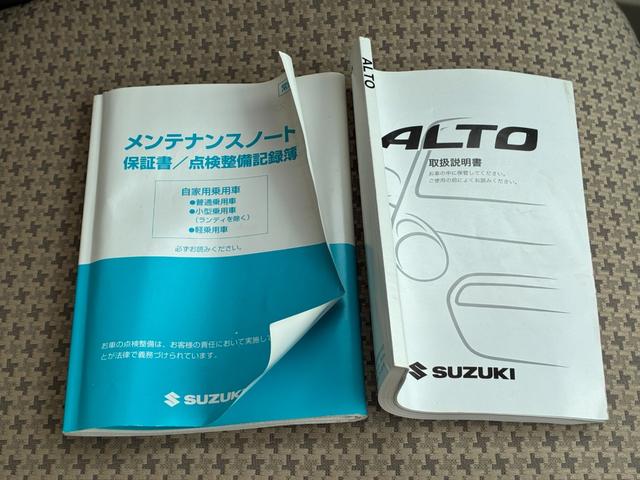 メンテナンスノート
保証書／点検整備記録簿
自家用乗用車
●普通乗用車
●小型乗用車
（ランディを除く）
●軽乗用車
必ずお読みください。
お車の点検整備は、お客様の責任において実施し
とが法律で義務づけられています。
SUZUKI
ALTO
ALTO
取扱説明書
お車の中に保管してください。
ご使用の前によくお読みください。
SUZUKI